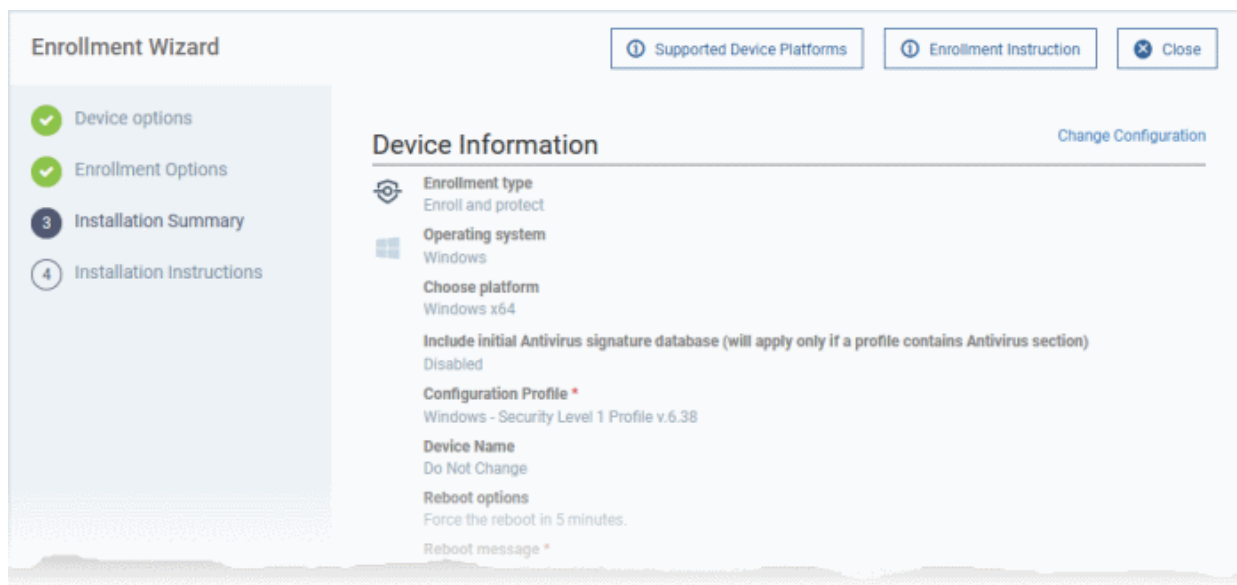 Enrollment Wizard
Supported Device Platforms
Enrollment Instruction
Close
Device options
Enrollment Options
3 Installation Summary
4 Installation Instructions
Device Information
Change Configuration
Enrollment type
Enroll and protect
Operating system
Windows
Choose platform
Windows x64
Include initial Antivirus signature database (will apply only if a profile contains Antivirus section)
Disabled
Configuration Profile *
Windows - Security Level 1 Profile v.6.38
Device Name
Do Not Change
Reboot options
Force the reboot in 5 minutes.
Reboot message *